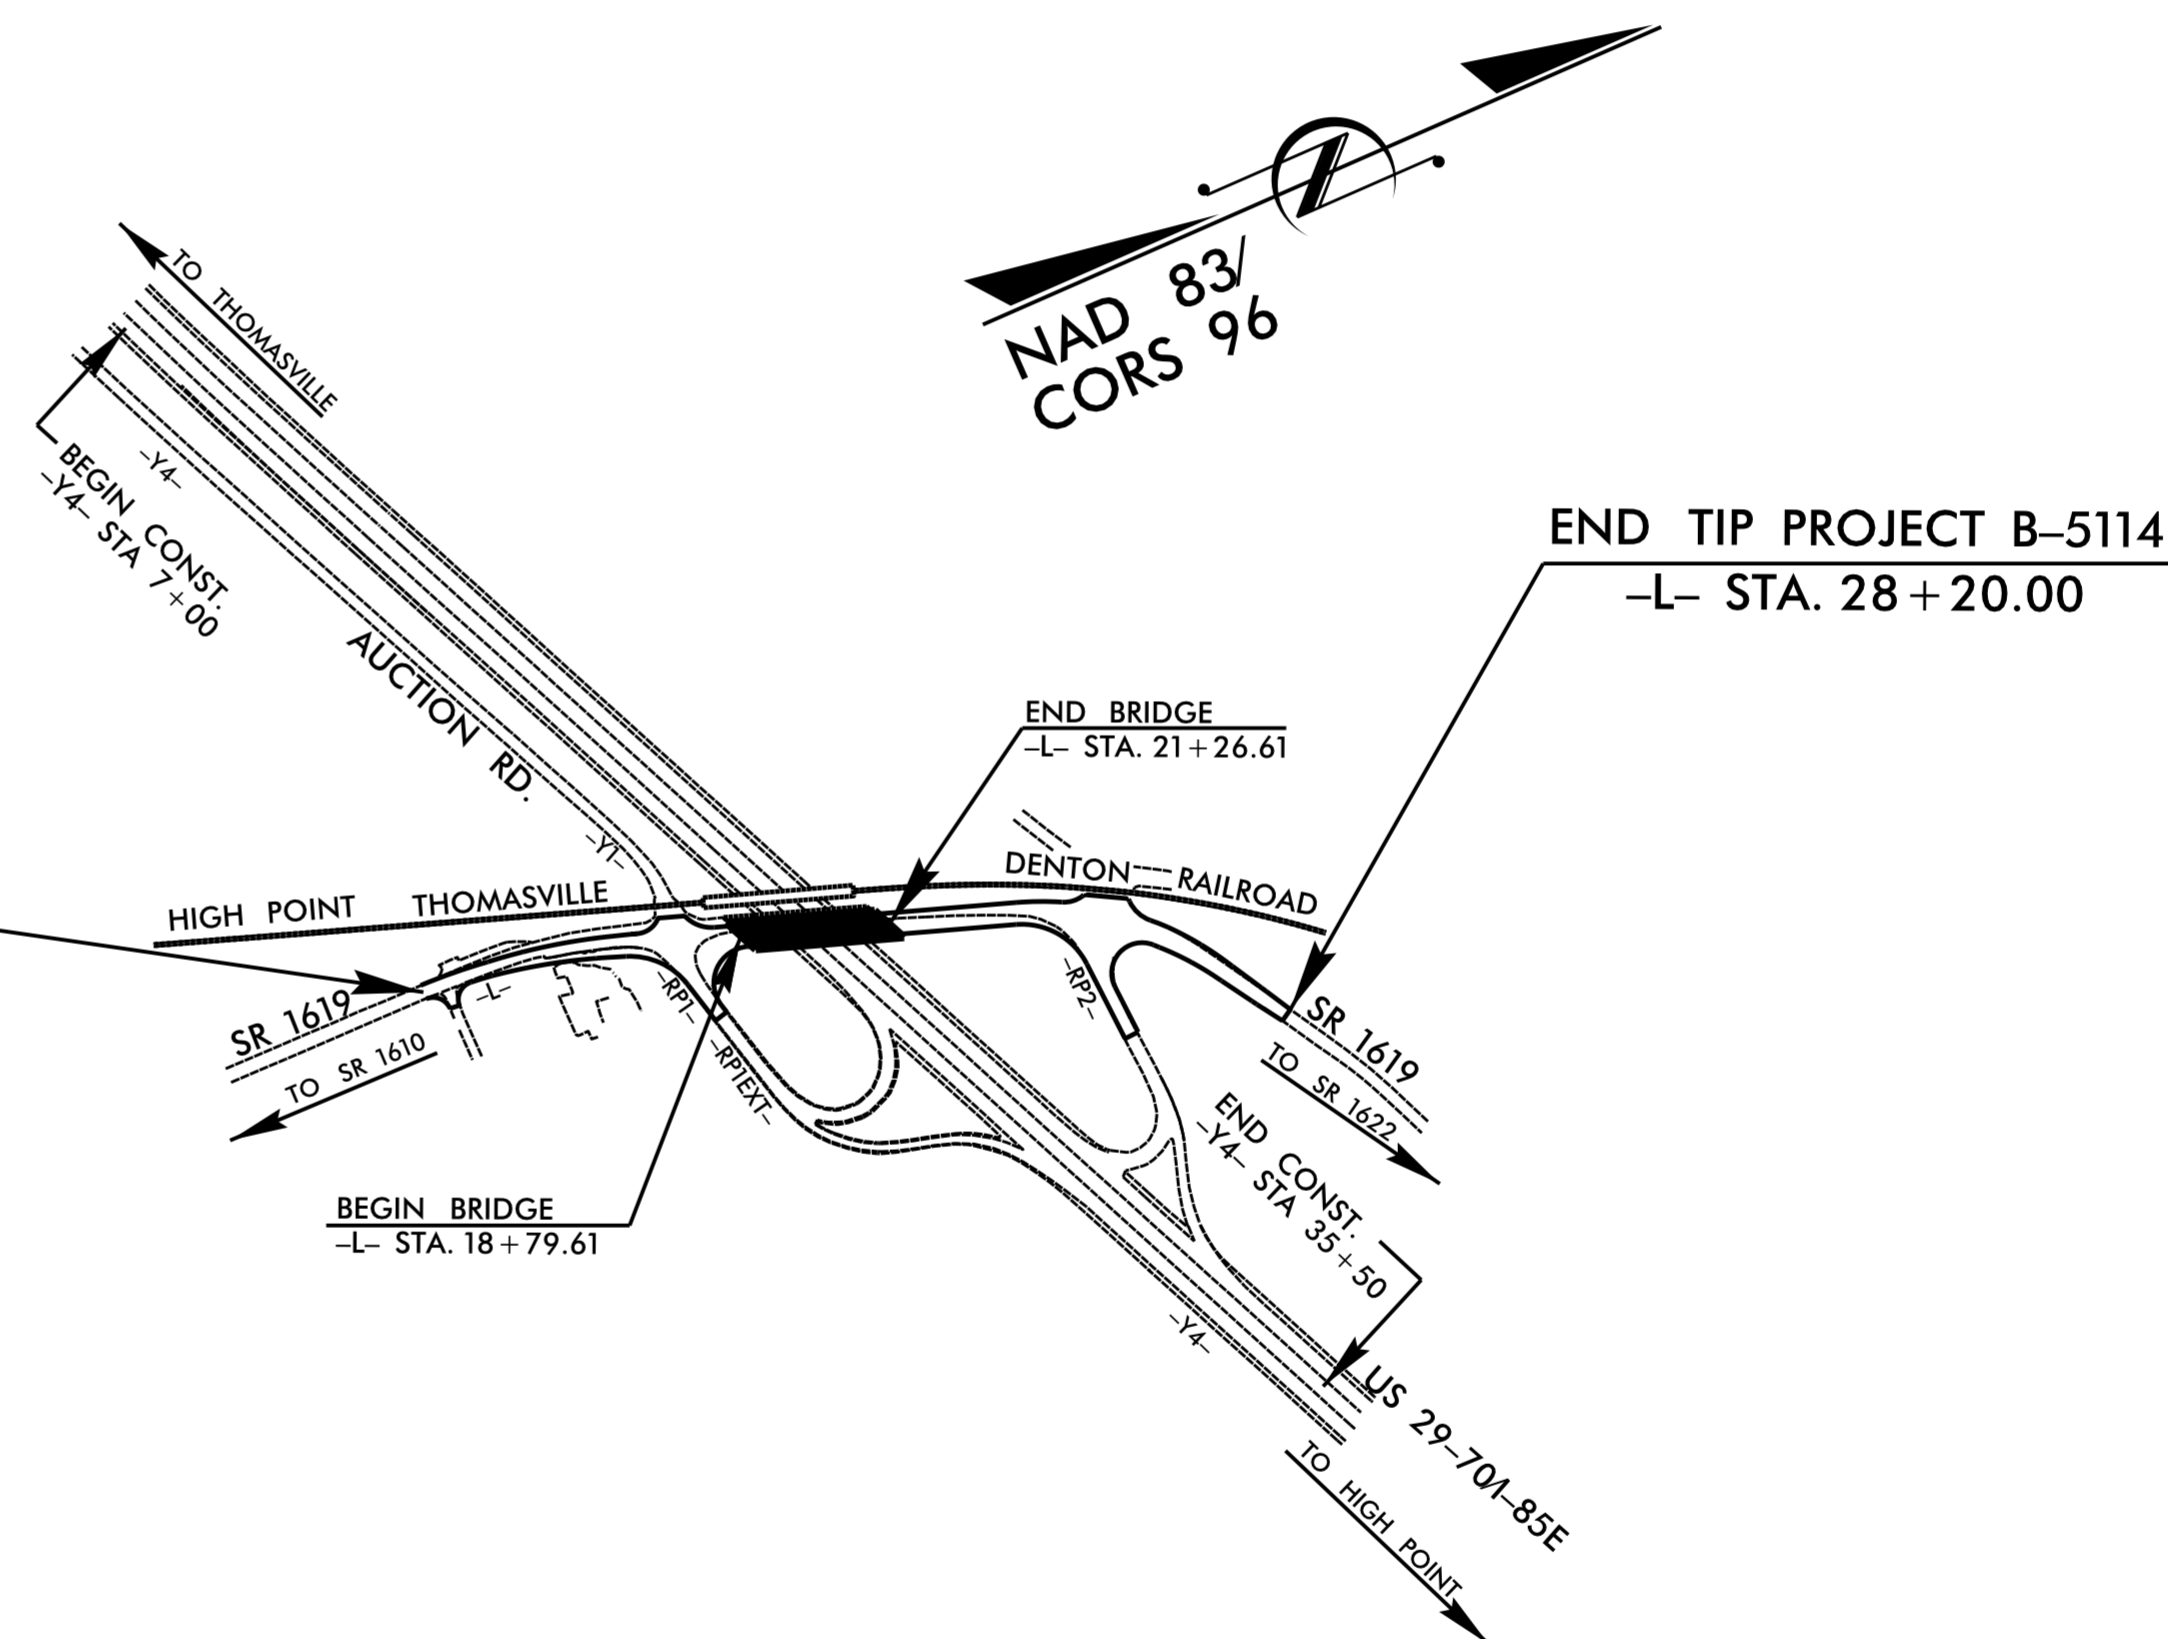 NAD 83/
CORS 96
TO THOMASVILLE
BEGIN CONST.
-Y4- STA 7+00
-Y4-
AUCTION RD.
END TIP PROJECT B-5114
-L- STA. 28+20.00
END BRIDGE
-L- STA. 21+26.61
-Y1-
HIGH POINT THOMASVILLE DENTON RAILROAD
SR 1619
TO SR 1610
-L-
-RP1-
-RP1EXT-
-RP2-
SR 1619
TO SR 1622
BEGIN BRIDGE
-L- STA. 18+79.61
END CONST.
-Y4- STA 35+50
-Y4-
US 29-70/I-85E
TO HIGH POINT